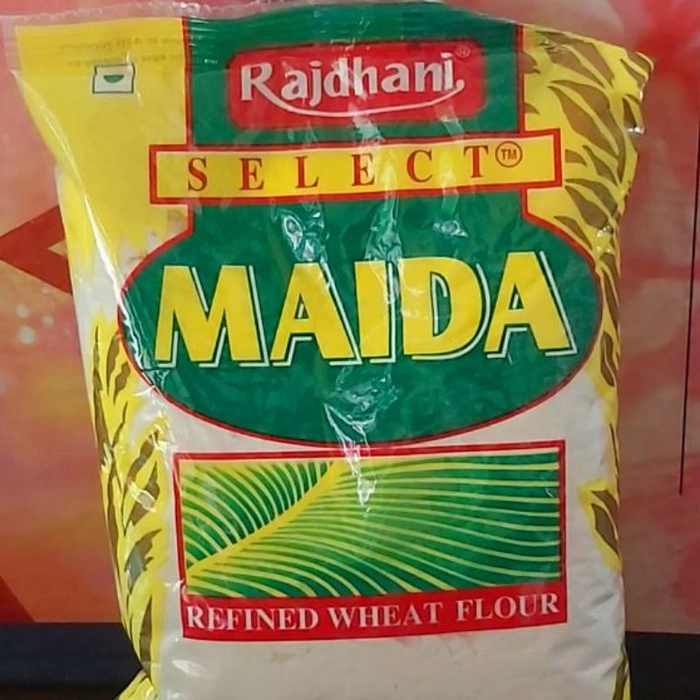 Rajdhani®
SELECT™
MAIDA
REFINED WHEAT FLOUR